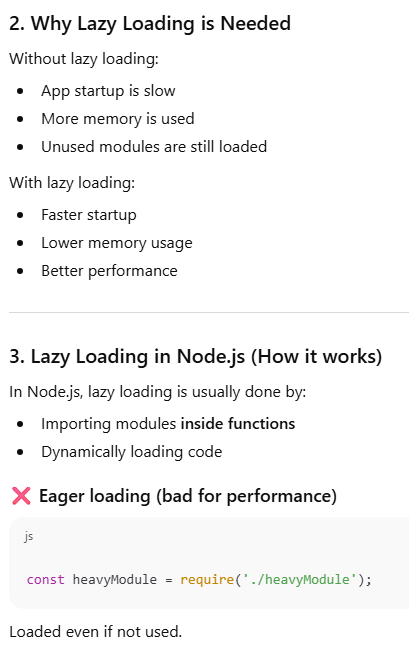 2. Why Lazy Loading is Needed
Without lazy loading:
• App startup is slow
• More memory is used
• Unused modules are still loaded
With lazy loading:
• Faster startup
• Lower memory usage
• Better performance
3. Lazy Loading in Node.js (How it works)
In Node.js, lazy loading is usually done by:
• Importing modules inside functions
• Dynamically loading code
❌ Eager loading (bad for performance)
js
const heavyModule = require('./heavyModule');
Loaded even if not used.